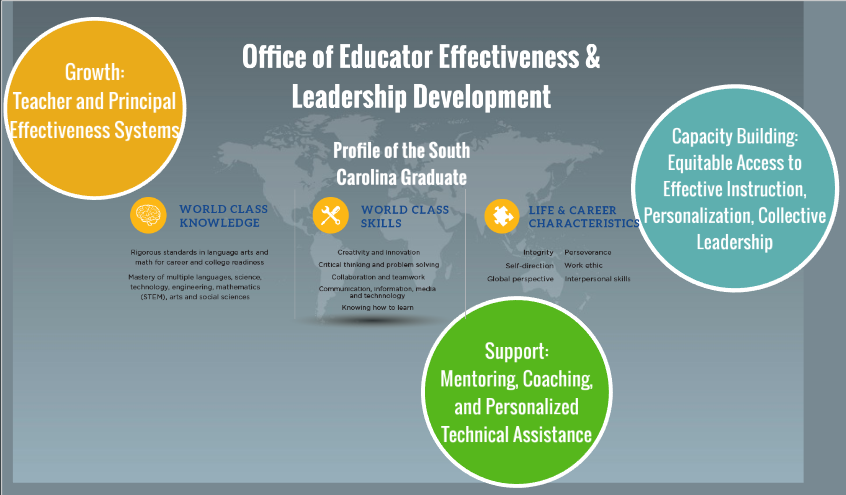 Office of Educator Effectiveness &
Leadership Development
Growth:
Teacher and Principal
Effectiveness Systems
Capacity Building:
Equitable Access to
Effective Instruction,
Personalization, Collective
Leadership
Profile of the South
Carolina Graduate
WORLD CLASS
KNOWLEDGE
Rigorous standards in language arts and
math for career and college readiness
Mastery of multiple languages, science,
technology, engineering, mathematics
(STEM), arts and social sciences
WORLD CLASS
SKILLS
Creativity and innovation
Critical thinking and problem solving
Collaboration and teamwork
Communication, information, media
and technology
Knowing how to learn
LIFE & CAREER
CHARACTERISTICS
Integrity Perseverance
Self-direction Work ethic
Global perspective Interpersonal skills
Support:
Mentoring, Coaching,
and Personalized
Technical Assistance